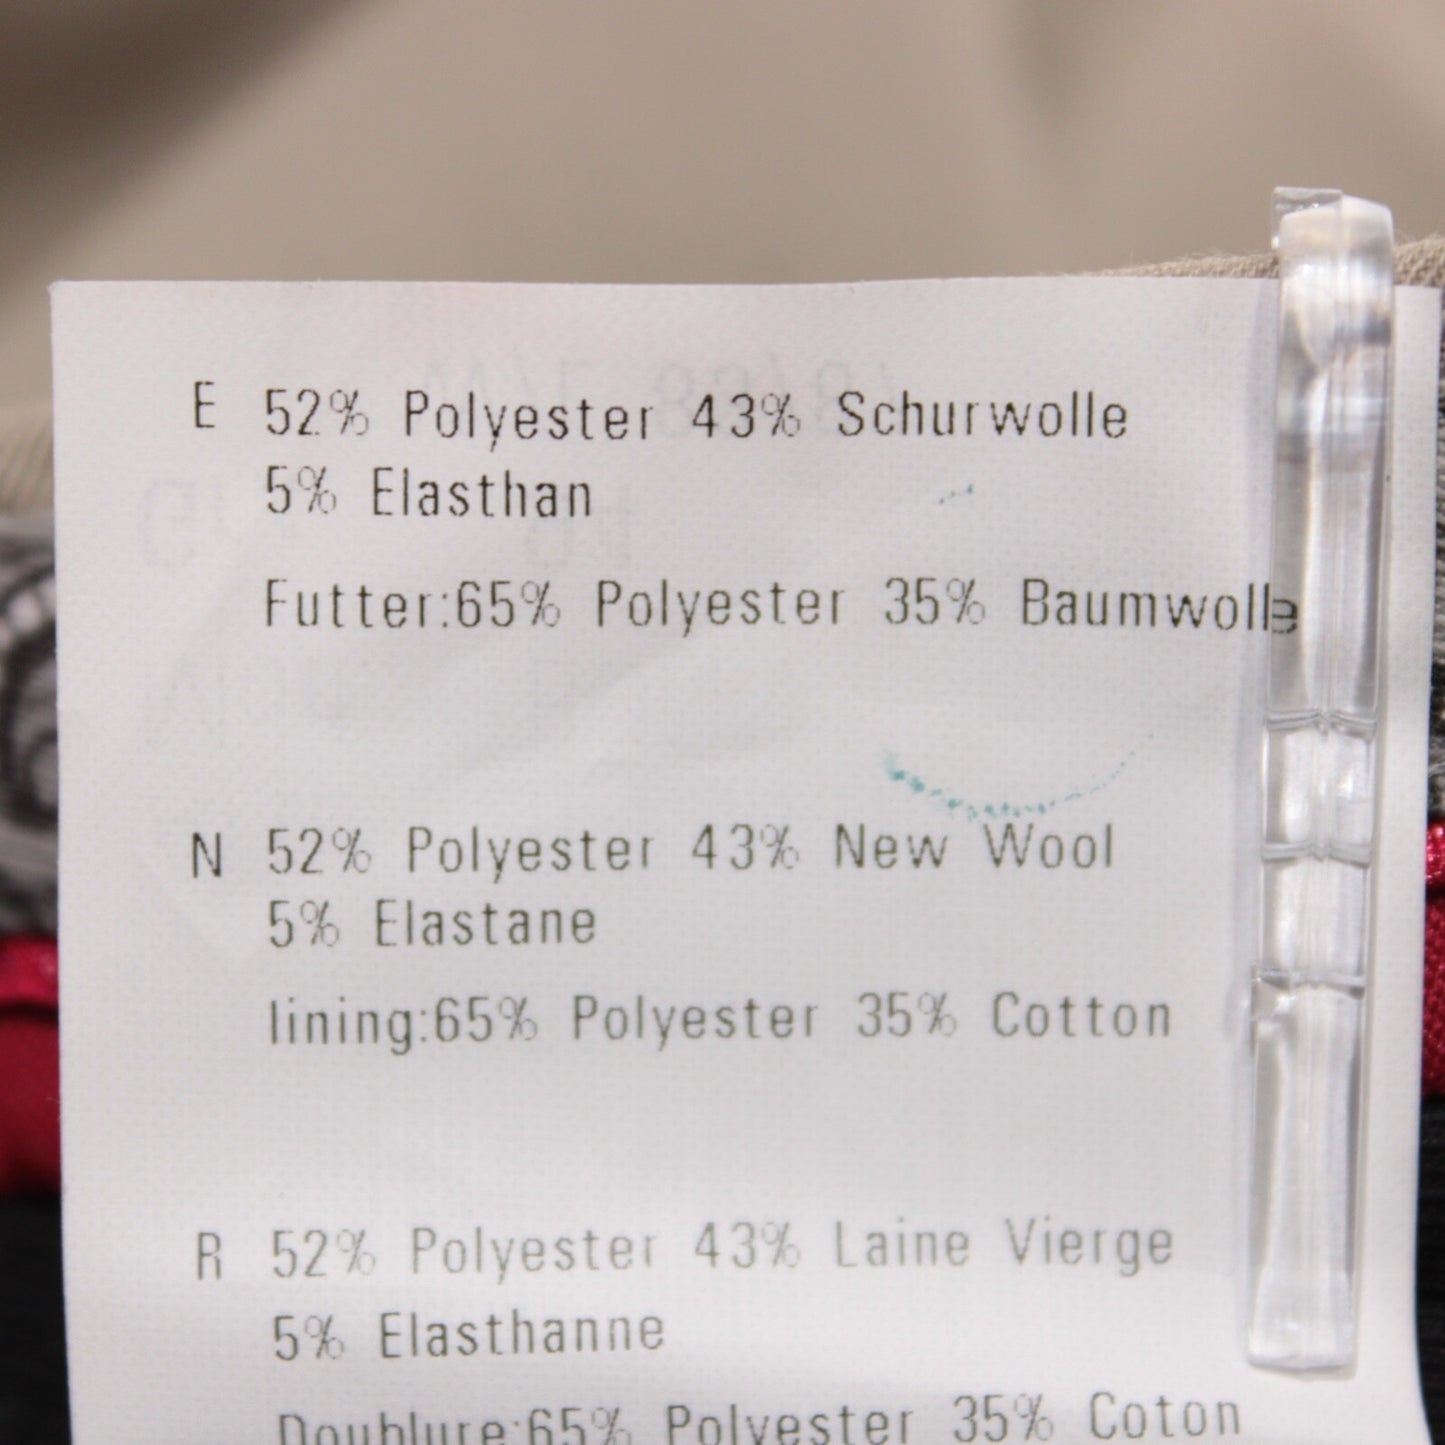 E 52% Polyester 43% Schurwolle
5% Elasthan
Futter:65% Polyester 35% Baumwolle
N 52% Polyester 43% New Wool
5% Elastane
lining:65% Polyester 35% Cotton
R 52% Polyester 43% Laine Vierge
5% Elasthanne
Doublure:65% Polyester 35% Coton